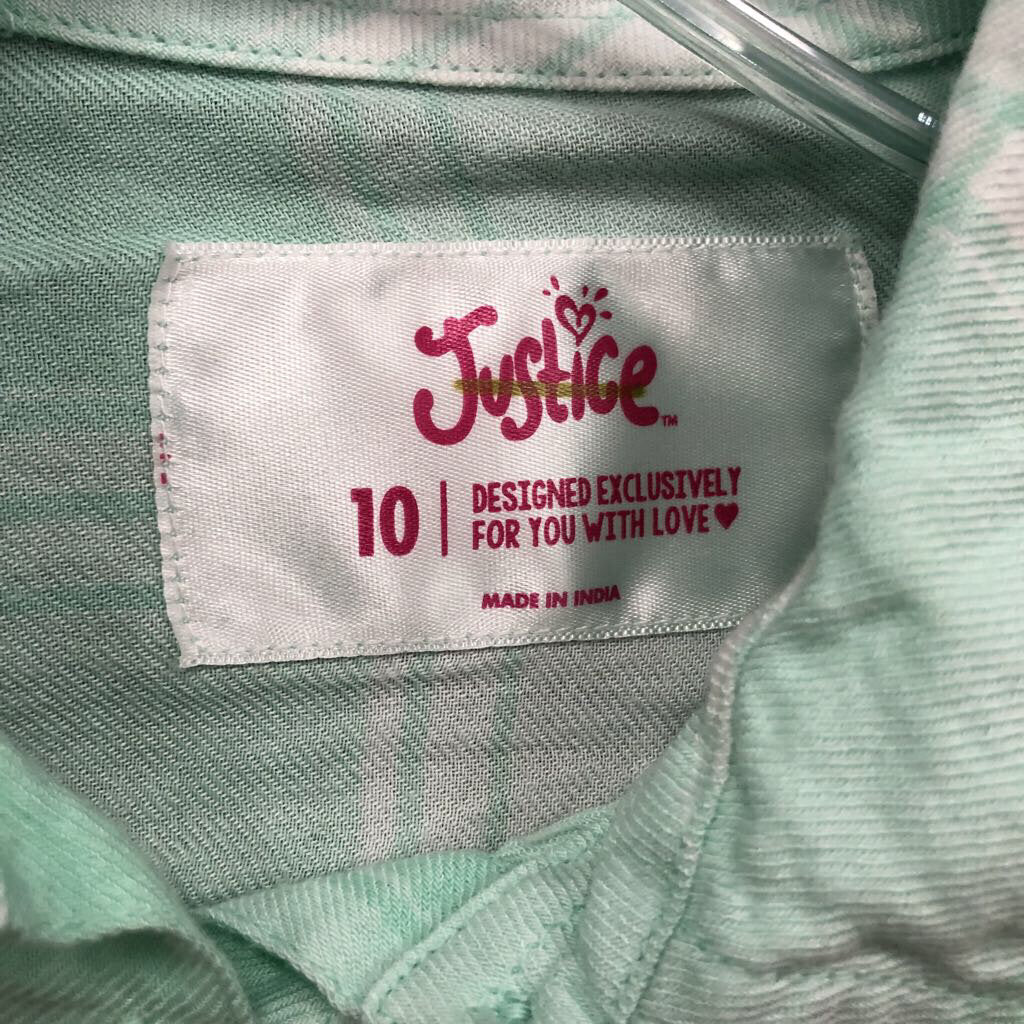 Justice™
10 | DESIGNED EXCLUSIVELY
FOR YOU WITH LOVE♥
MADE IN INDIA